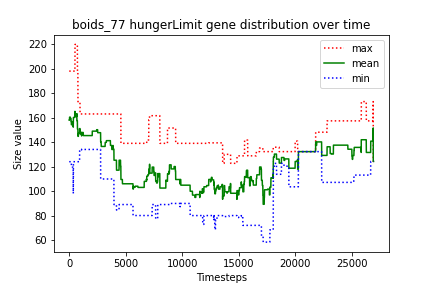 boids_77 hungerLimit gene distribution over time
max
mean
min
Size value
220
200
180
160
140
120
100
80
60
0
5000
10000
15000
20000
25000
Timesteps